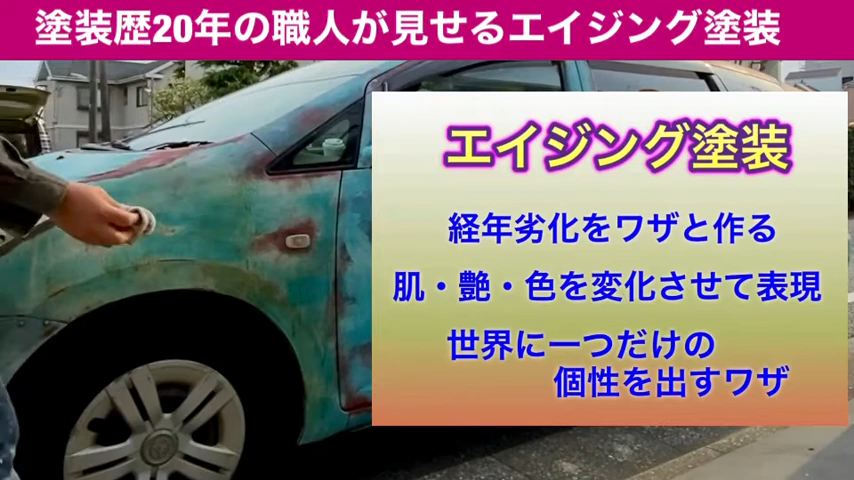 塗装歴20年の職人が見せるエイジング塗装
エイジング塗装
経年劣化をワザと作る
肌・艶・色を変化させて表現
世界に一つだけの
個性を出すワザ